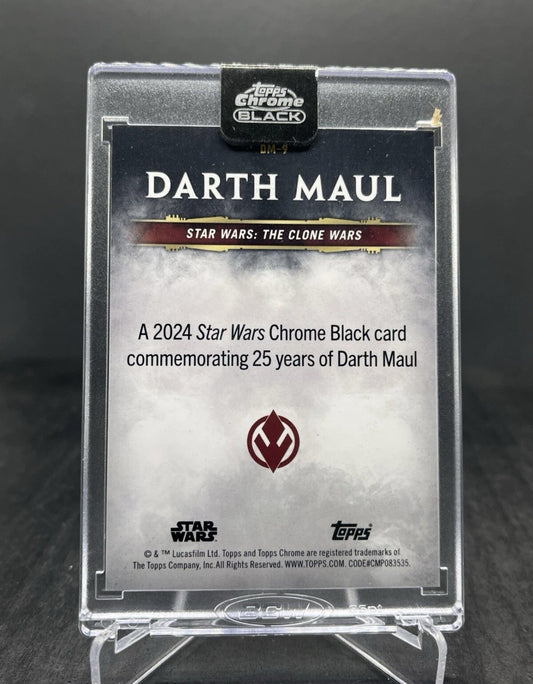 Topps
Chrome
BLACK
DM-9
DARTH MAUL
STAR WARS: THE CLONE WARS
A 2024 Star Wars Chrome Black card
commemorating 25 years of Darth Maul
STAR
WARS
Topps
© & ™ Lucasfilm Ltd. Topps and Topps Chrome are registered trademarks of
The Topps Company, Inc.All Rights Reserved. WWW.TOPPS.COM. CODE#CMP083535.
BCW